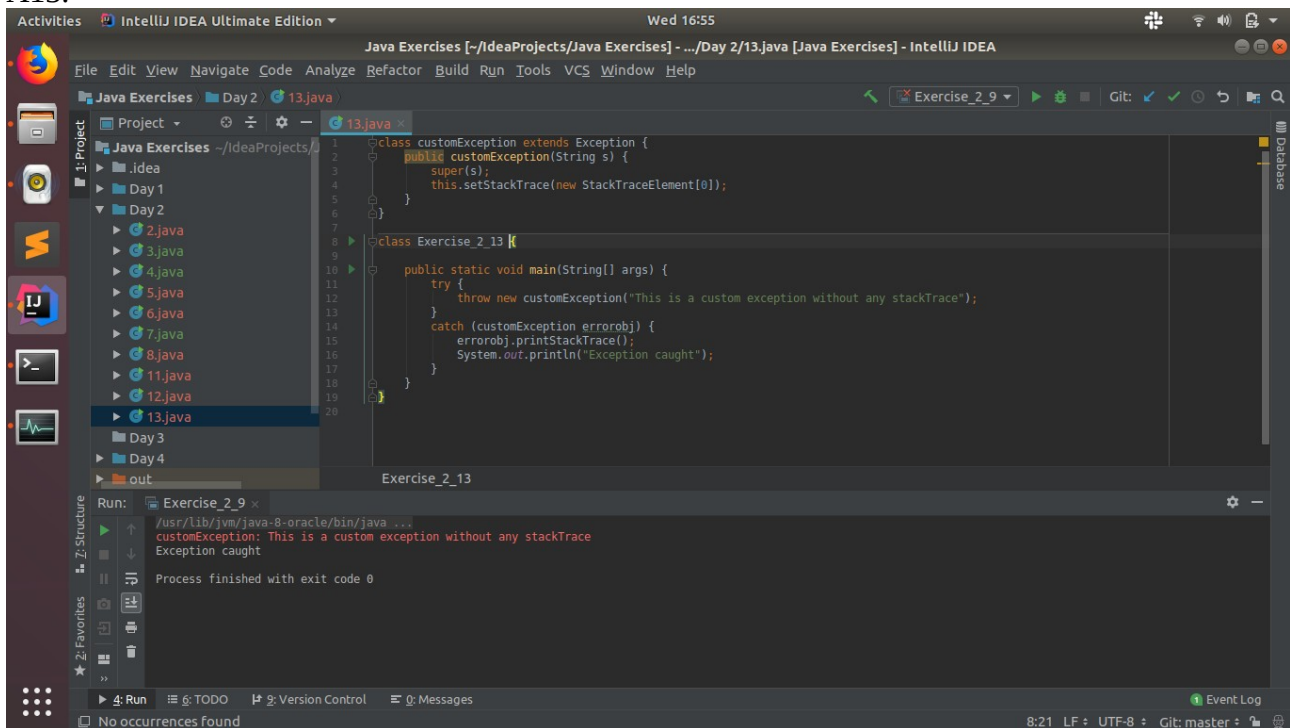 A13.
Activities IntelliJ IDEA Ultimate Edition Wed 16:55
Java Exercises [~/IdeaProjects/Java Exercises] - .../Day 2/13.java [Java Exercises] - IntelliJ IDEA
File Edit View Navigate Code Analyze Refactor Build Run Tools VCS Window Help
Java Exercises Day 2 13.java Exercise_2_9 Git:
1: Project
Project
Java Exercises ~/IdeaProjects/J
.idea
Day 1
Day 2
2.java
3.java
4.java
5.java
6.java
7.java
8.java
11.java
12.java
13.java
Day 3
Day 4
out
13.java
1 class customException extends Exception {
2 public customException(String s) {
3 super(s);
4 this.setStackTrace(new StackTraceElement[0]);
5 }
6 }
7
8 class Exercise_2_13 {
9
10 public static void main(String[] args) {
11 try {
12 throw new customException("This is a custom exception without any stackTrace");
13 }
14 catch (customException errorobj) {
15 errorobj.printStackTrace();
16 System.out.println("Exception caught");
17 }
18 }
19 }
20
Exercise_2_13
Database
Z: Structure
2: Favorites
Run: Exercise_2_9
/usr/lib/jvm/java-8-oracle/bin/java ...
customException: This is a custom exception without any stackTrace
Exception caught
Process finished with exit code 0
4: Run 6: TODO 9: Version Control 0: Messages 1 Event Log
No occurrences found 8:21 LF UTF-8 Git: master